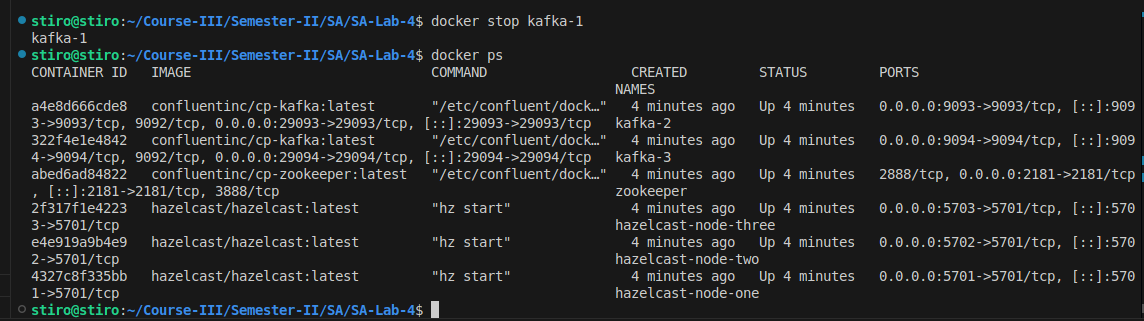 stiro@stiro:~/Course-III/Semester-II/SA/SA-Lab-4$ docker stop kafka-1
kafka-1
stiro@stiro:~/Course-III/Semester-II/SA/SA-Lab-4$ docker ps
CONTAINER ID   IMAGE                              COMMAND                  CREATED         STATUS         PORTS
                                                                         NAMES
a4e8d666cde8   confluentinc/cp-kafka:latest       "/etc/confluent/dock…"   4 minutes ago   Up 4 minutes   0.0.0.0:9093->9093/tcp, [::]:909
3->9093/tcp, 9092/tcp, 0.0.0.0:29093->29093/tcp, [::]:29093->29093/tcp   kafka-2
322f4e1e4842   confluentinc/cp-kafka:latest       "/etc/confluent/dock…"   4 minutes ago   Up 4 minutes   0.0.0.0:9094->9094/tcp, [::]:909
4->9094/tcp, 9092/tcp, 0.0.0.0:29094->29094/tcp, [::]:29094->29094/tcp   kafka-3
abed6ad84822   confluentinc/cp-zookeeper:latest   "/etc/confluent/dock…"   4 minutes ago   Up 4 minutes   2888/tcp, 0.0.0.0:2181->2181/tcp
, [::]:2181->2181/tcp, 3888/tcp                                          zookeeper
2f317f1e4223   hazelcast/hazelcast:latest         "hz start"               4 minutes ago   Up 4 minutes   0.0.0.0:5703->5701/tcp, [::]:570
3->5701/tcp                                                              hazelcast-node-three
e4e919a9b4e9   hazelcast/hazelcast:latest         "hz start"               4 minutes ago   Up 4 minutes   0.0.0.0:5702->5701/tcp, [::]:570
2->5701/tcp                                                              hazelcast-node-two
4327c8f335bb   hazelcast/hazelcast:latest         "hz start"               4 minutes ago   Up 4 minutes   0.0.0.0:5701->5701/tcp, [::]:570
1->5701/tcp                                                              hazelcast-node-one
stiro@stiro:~/Course-III/Semester-II/SA/SA-Lab-4$